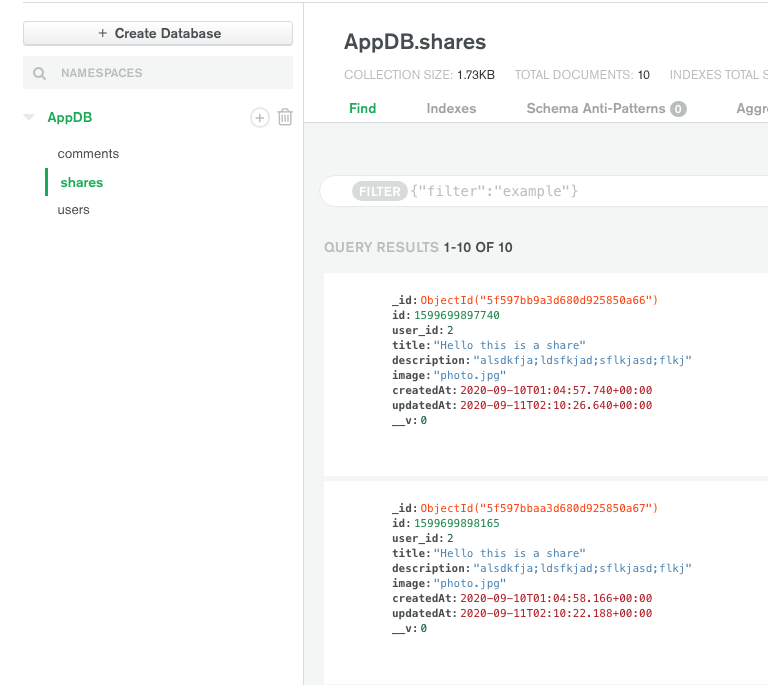 + Create Database
NAMESPACES
AppDB
comments
shares
users
AppDB.shares
COLLECTION SIZE: 1.73KB TOTAL DOCUMENTS: 10 INDEXES TOTAL S
Find Indexes Schema Anti-Patterns 0 Aggr
FILTER {"filter":"example"}
QUERY RESULTS 1-10 OF 10
_id: ObjectId("5f597bb9a3d680d925850a66")
id: 1599699897740
user_id: 2
title: "Hello this is a share"
description: "alsdkfja;ldsfkjad;sflkjasd;flkj"
image: "photo.jpg"
createdAt: 2020-09-10T01:04:57.740+00:00
updatedAt: 2020-09-11T02:10:26.640+00:00
__v: 0
_id: ObjectId("5f597bbaa3d680d925850a67")
id: 1599699898165
user_id: 2
title: "Hello this is a share"
description: "alsdkfja;ldsfkjad;sflkjasd;flkj"
image: "photo.jpg"
createdAt: 2020-09-10T01:04:58.166+00:00
updatedAt: 2020-09-11T02:10:22.188+00:00
__v: 0